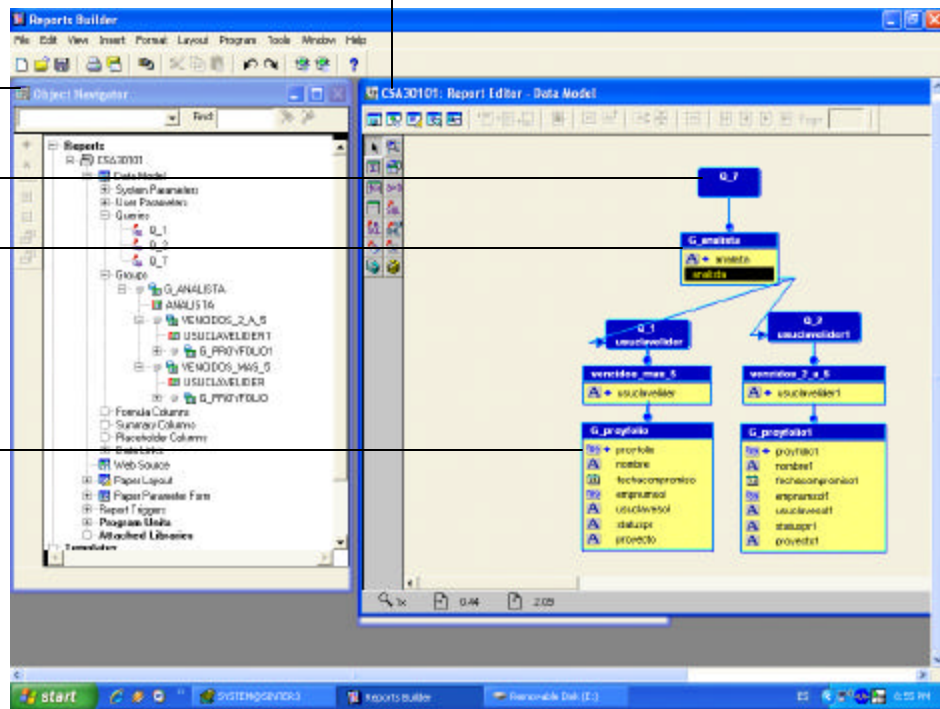 Reports Builder
File Edit View Insert Format Layout Program Tools Window Help
Object Navigator
Find:
Reports
CSA30101
Data Model
System Parameters
User Parameters
Queries
Q_1
Q_2
Q_7
Groups
G_ANALISTA
ANALISTA
VENCIDOS_2_A_5
USUCLAVELIDER1
G_PROYFOLIO1
VENCIDOS_MAS_5
USUCLAVELIDER
G_PROYFOLIO
Formula Columns
Summary Columns
Placeholder Columns
Data Links
Web Source
Paper Layout
Paper Parameter Form
Report Triggers
Program Units
Attached Libraries
Templates
CSA30101: Report Editor - Data Model
Page:
Q_7
G_analista
analista
analista
Q_1
usuclavelider
vencidos_mas_5
usuclavelider
G_proyfolio
proyfolio
nombre
fechacompromiso
empnumsol
usuclavesol
statuspr
proyecto
Q_2
usuclavelider1
vencidos_2_a_5
usuclavelider1
G_proyfolio1
proyfolio1
nombre1
fechacompromiso1
empnumsol1
usuclavesol1
statuspr1
proyecto1
1x 0.44 2.09
start
Reports Builder
Removable Disk (E:)
ES
6:55 PM